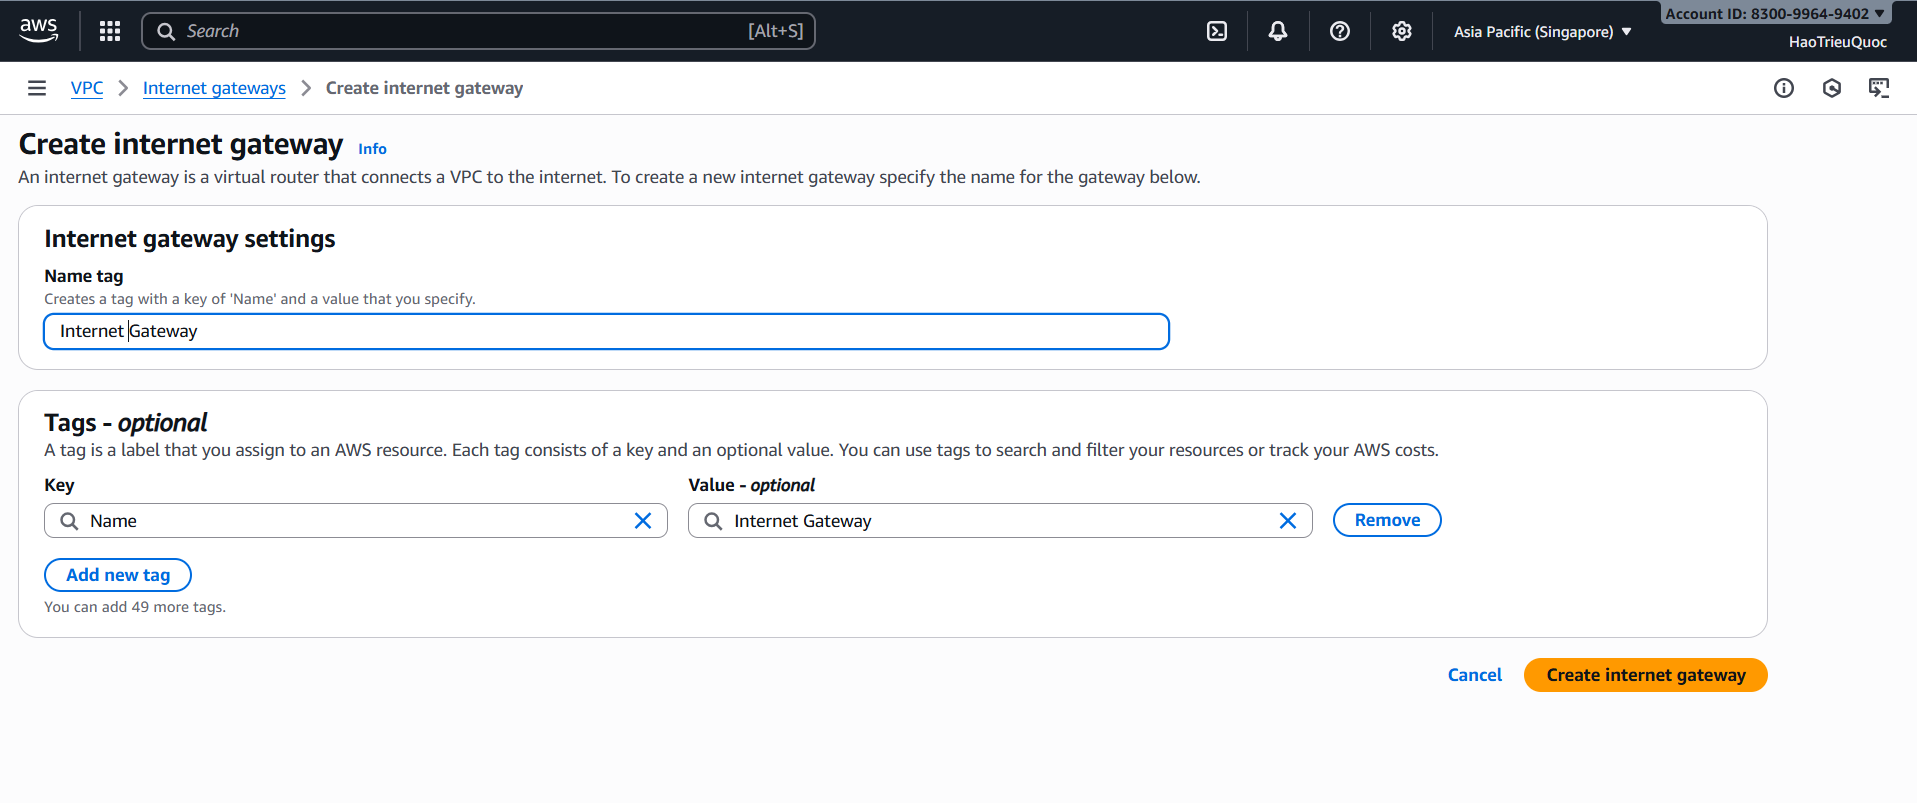 aws
Search [Alt+S]
Asia Pacific (Singapore)
Account ID: 8300-9964-9402
HaoTrieuQuoc
VPC
Internet gateways
Create internet gateway
Create internet gateway Info
An internet gateway is a virtual router that connects a VPC to the internet. To create a new internet gateway specify the name for the gateway below.
Internet gateway settings
Name tag
Creates a tag with a key of 'Name' and a value that you specify.
Internet Gateway
Tags - optional
A tag is a label that you assign to an AWS resource. Each tag consists of a key and an optional value. You can use tags to search and filter your resources or track your AWS costs.
Key
Value - optional
Name
Internet Gateway
Remove
Add new tag
You can add 49 more tags.
Cancel
Create internet gateway